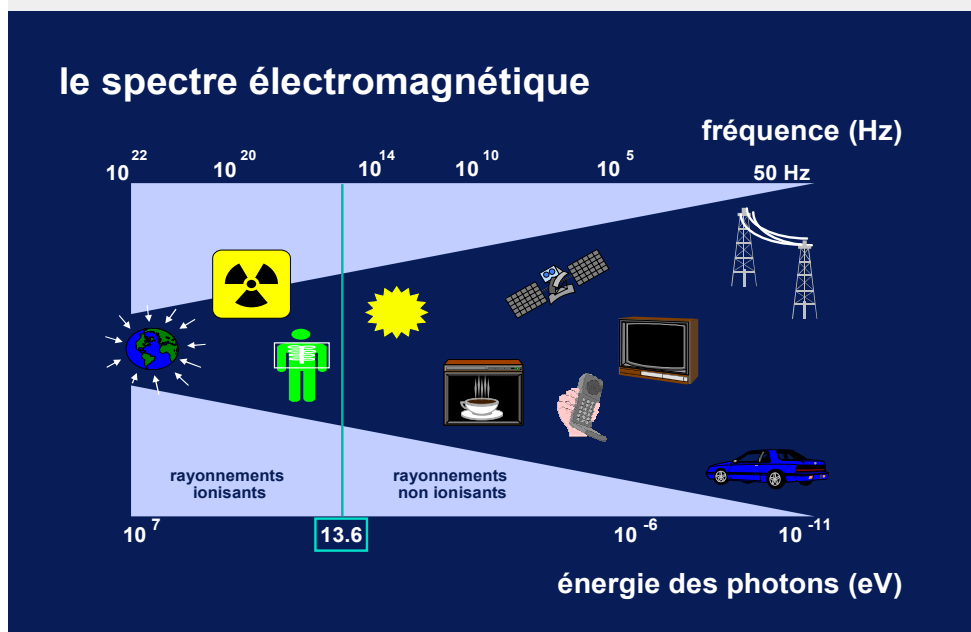 le spectre électromagnétique
fréquence (Hz)
10^22 10^20 10^14 10^10 10^5 50 Hz
rayonnements
ionisants
rayonnements
non ionisants
10^7 13.6 10^-6 10^-11
énergie des photons (eV)